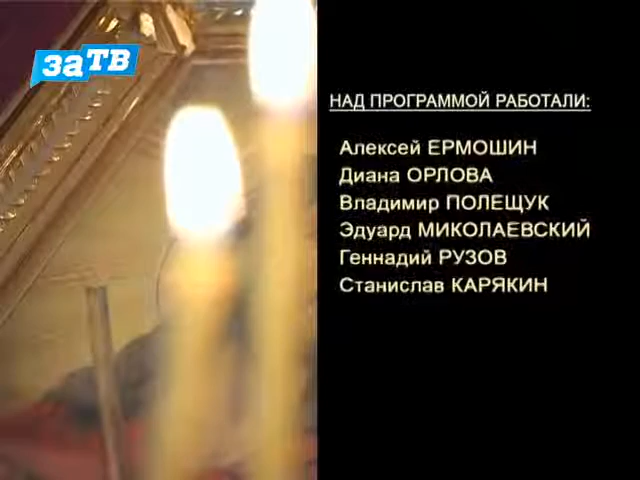 заТВ
НАД ПРОГРАММОЙ РАБОТАЛИ:
Алексей ЕРМОШИН
Диана ОРЛОВА
Владимир ПОЛЕЩУК
Эдуард МИКОЛАЕВСКИЙ
Геннадий РУЗОВ
Станислав КАРЯКИН